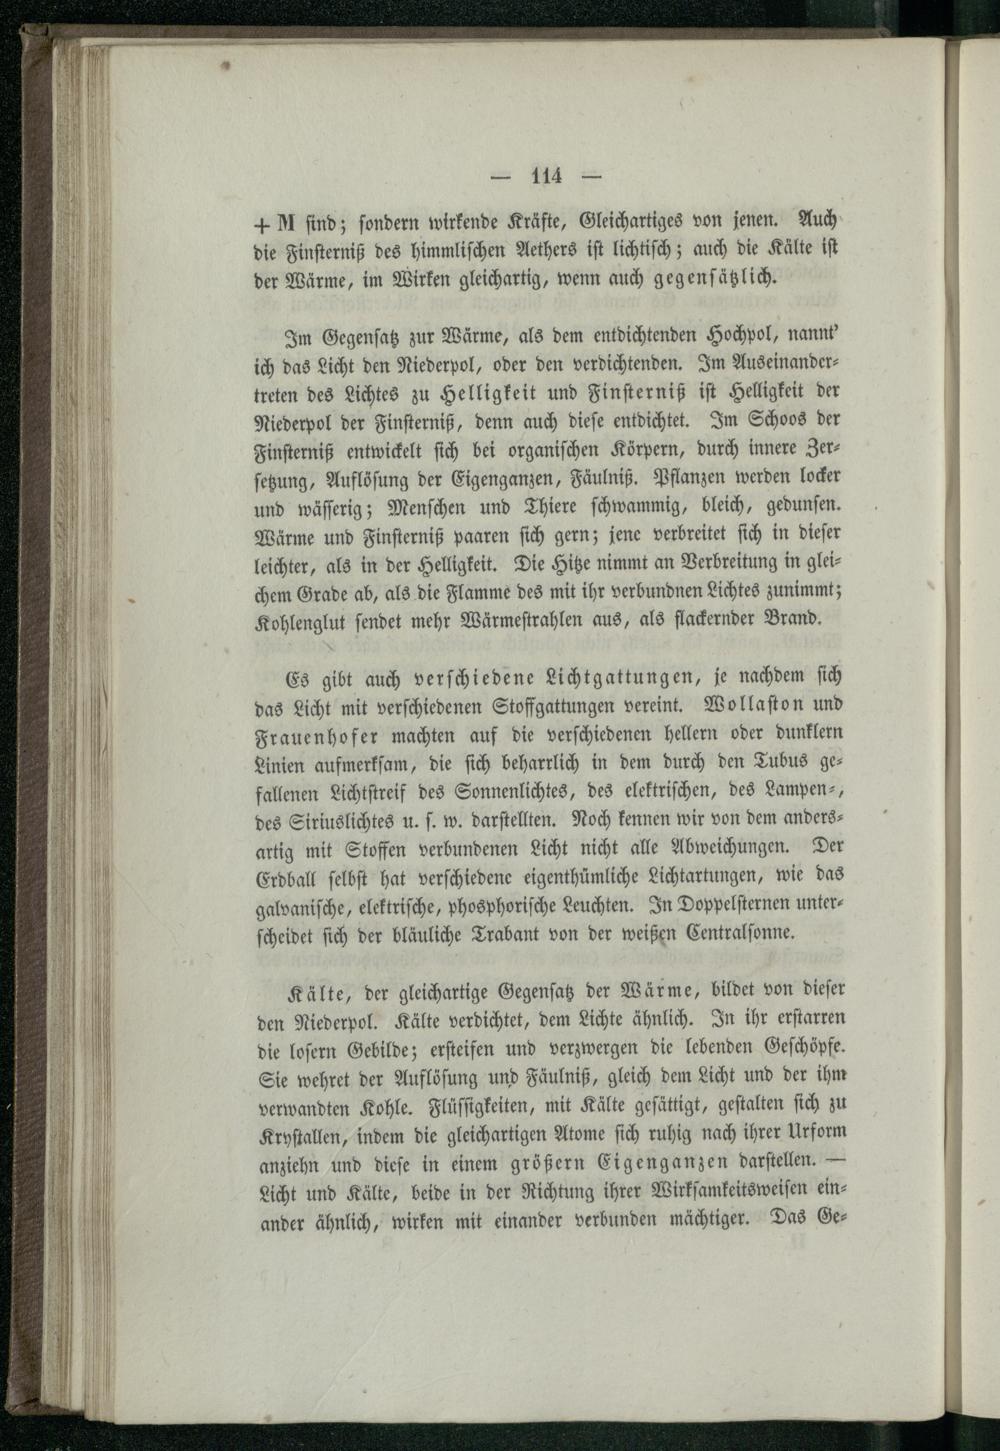 — 114 —
+ M sind; sondern wirkende Kräfte, Gleichartiges von jenen. Auch
die Finsterniß des himmlischen Aethers ist lichtisch; auch die Kälte ist
der Wärme, im Wirken gleichartig, wenn auch gegensätzlich.
Im Gegensatz zur Wärme, als dem entdichtenden Hochpol, nannt'
ich das Licht den Niederpol, oder den verdichtenden. Im Auseinander-
treten des Lichtes zu Helligkeit und Finsterniß ist Helligkeit der
Niederpol der Finsterniß, denn auch diese entdichtet. Im Schoos der
Finsterniß entwickelt sich bei organischen Körpern, durch innere Zer-
setzung, Auflösung der Eigenganzen, Fäulniß. Pflanzen werden locker
und wässerig; Menschen und Thiere schwammig, bleich, gedunsen.
Wärme und Finsterniß paaren sich gern; jene verbreitet sich in dieser
leichter, als in der Helligkeit. Die Hitze nimmt an Verbreitung in glei-
chem Grade ab, als die Flamme des mit ihr verbundnen Lichtes zunimmt;
Kohlenglut sendet mehr Wärmestrahlen aus, als flackernder Brand.
Es gibt auch verschiedene Lichtgattungen, je nachdem sich
das Licht mit verschiedenen Stoffgattungen vereint. Wollaston und
Frauenhofer machten auf die verschiedenen hellern oder dunklern
Linien aufmerksam, die sich beharrlich in dem durch den Tubus ge-
fallenen Lichtstreif des Sonnenlichtes, des elektrischen, des Lampen-,
des Siriuslichtes u. s. w. darstellten. Noch kennen wir von dem anders-
artig mit Stoffen verbundenen Licht nicht alle Abweichungen. Der
Erdball selbst hat verschiedene eigenthümliche Lichtartungen, wie das
galvanische, elektrische, phosphorische Leuchten. In Doppelsternen unter-
scheidet sich der bläuliche Trabant von der weißen Centralsonne.
Kälte, der gleichartige Gegensatz der Wärme, bildet von dieser
den Niederpol. Kälte verdichtet, dem Lichte ähnlich. In ihr erstarren
die losern Gebilde; ersteifen und verzwergen die lebenden Geschöpfe.
Sie wehret der Auflösung und Fäulniß, gleich dem Licht und der ihm
verwandten Kohle. Flüssigkeiten, mit Kälte gesättigt, gestalten sich zu
Krystallen, indem die gleichartigen Atome sich ruhig nach ihrer Urform
anziehn und diese in einem größern Eigenganzen darstellen. —
Licht und Kälte, beide in der Richtung ihrer Wirksamkeitsweisen ein-
ander ähnlich, wirken mit einander verbunden mächtiger. Das Ge-